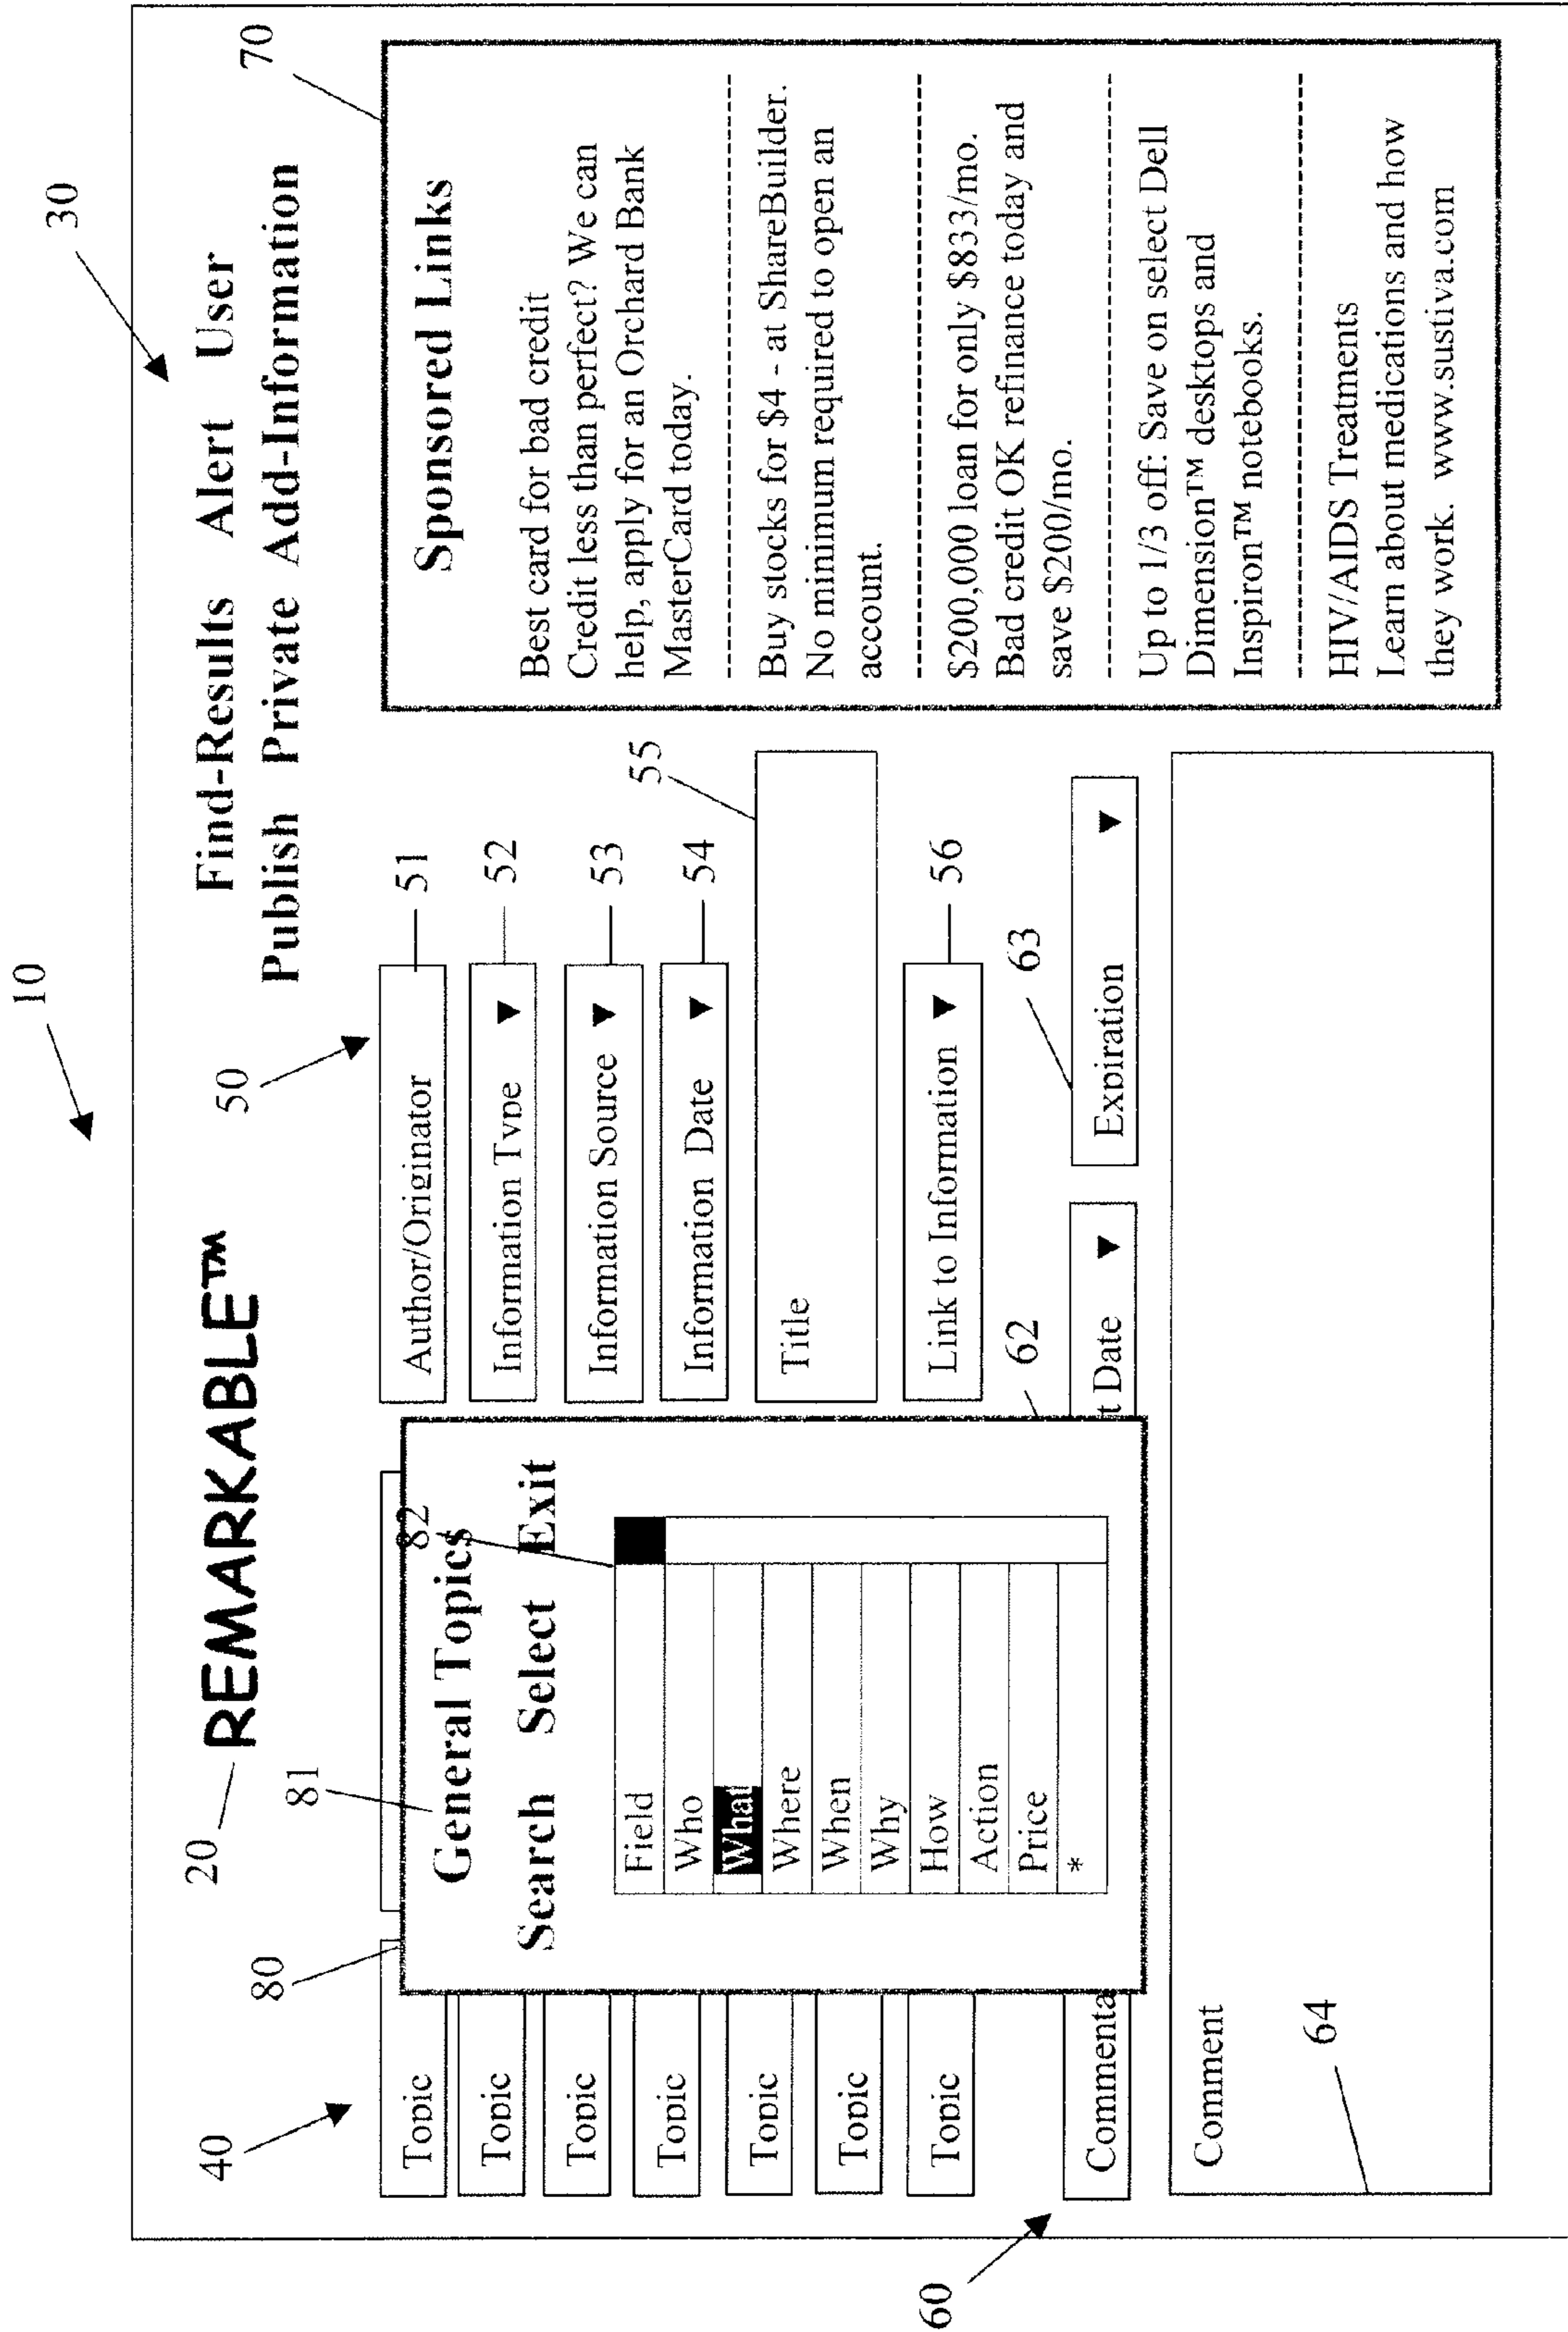 10
30
20
REMARKABLE™
Find-Results Alert User
Publish Private Add-Information
40
80
81
50
70
Topic
Topic
Topic
Topic
Topic
Topic
Topic
General Topics
82
Search Select Exit
Field
Who
What
Where
When
Why
How
Action
Price
*
Author/Originator
51
Information Type
52
Information Source
53
Information Date
54
55
Title
Link to Information
56
60
Commenta
62
t Date
63
Expiration
Comment
64
Sponsored Links
Best card for bad credit
Credit less than perfect? We can
help, apply for an Orchard Bank
MasterCard today.
Buy stocks for $4 - at ShareBuilder.
No minimum required to open an
account.
$200,000 loan for only $833/mo.
Bad credit OK refinance today and
save $200/mo.
Up to 1/3 off: Save on select Dell
Dimension™ desktops and
Inspiron™ notebooks.
HIV/AIDS Treatments
Learn about medications and how
they work. www.sustiva.com